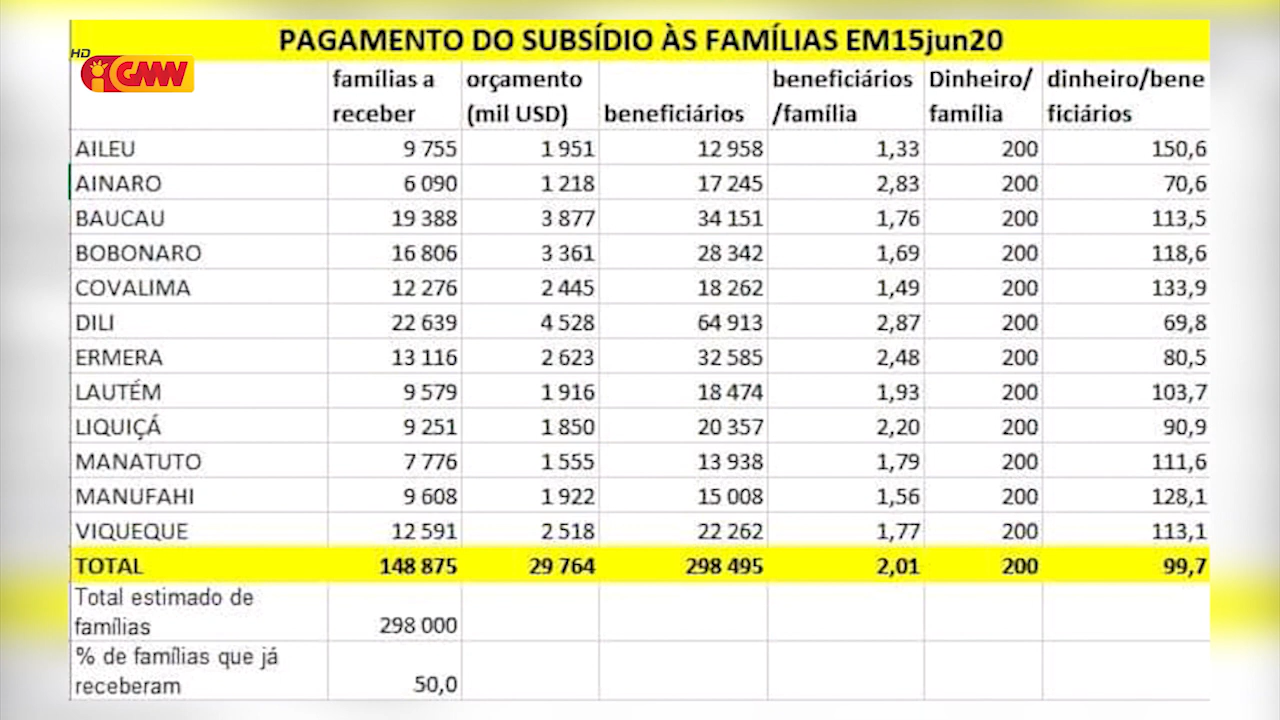 PAGAMENTO DO SUBSÍDIO ÀS FAMÍLIAS EM15jun20
HD
GMN
famílias a receber orçamento (mil USD) beneficiários beneficiários /família Dinheiro/ família dinheiro/bene ficiários
AILEU 9 755 1 951 12 958 1,33 200 150,6
AINARO 6 090 1 218 17 245 2,83 200 70,6
BAUCAU 19 388 3 877 34 151 1,76 200 113,5
BOBONARO 16 806 3 361 28 342 1,69 200 118,6
COVALIMA 12 276 2 445 18 262 1,49 200 133,9
DILI 22 639 4 528 64 913 2,87 200 69,8
ERMERA 13 116 2 623 32 585 2,48 200 80,5
LAUTÉM 9 579 1 916 18 474 1,93 200 103,7
LIQUIÇÁ 9 251 1 850 20 357 2,20 200 90,9
MANATUTO 7 776 1 555 13 938 1,79 200 111,6
MANUFAHI 9 608 1 922 15 008 1,56 200 128,1
VIQUEQUE 12 591 2 518 22 262 1,77 200 113,1
TOTAL 148 875 29 764 298 495 2,01 200 99,7
Total estimado de
famílias 298 000
% de famílias que já
receberam 50,0